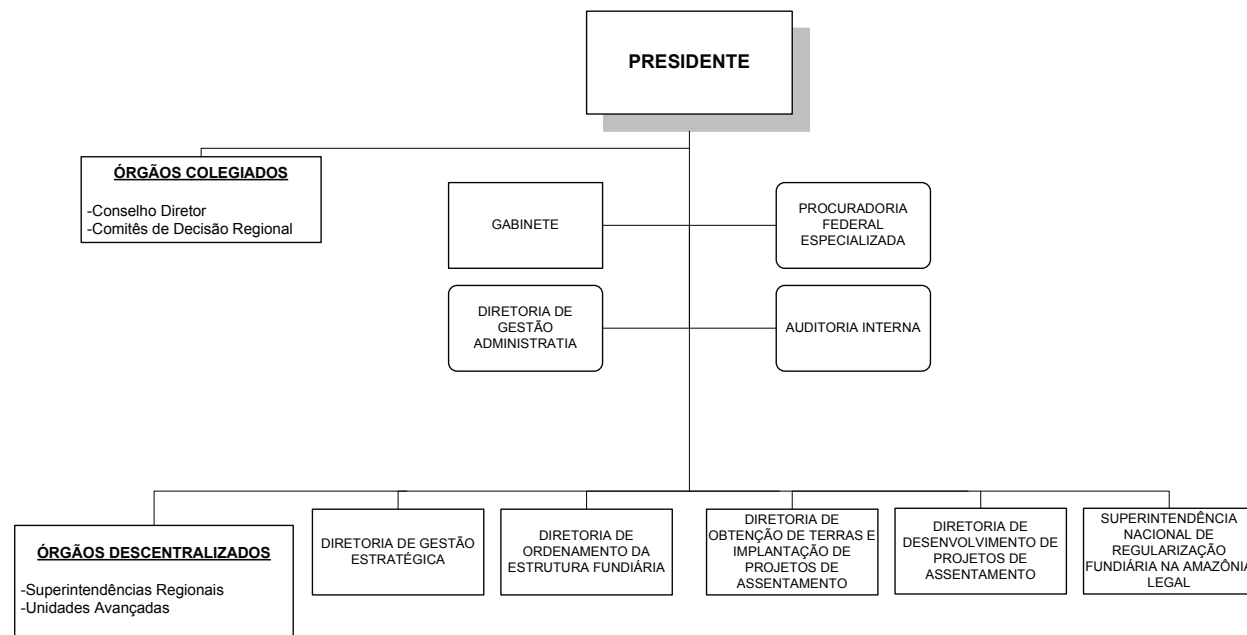 PRESIDENTE
ÓRGÃOS COLEGIADOS
-Conselho Diretor
-Comitês de Decisão Regional
GABINETE
PROCURADORIA
FEDERAL
ESPECIALIZADA
DIRETORIA DE
GESTÃO
ADMINISTRATIA
AUDITORIA INTERNA
ÓRGÃOS DESCENTRALIZADOS
-Superintendências Regionais
-Unidades Avançadas
DIRETORIA DE GESTÃO
ESTRATÉGICA
DIRETORIA DE
ORDENAMENTO DA
ESTRUTURA FUNDIÁRIA
DIRETORIA DE
OBTENÇÃO DE TERRAS E
IMPLANTAÇÃO DE
PROJETOS DE
ASSENTAMENTO
DIRETORIA DE
DESENVOLVIMENTO DE
PROJETOS DE
ASSENTAMENTO
SUPERINTENDÊNCIA
NACIONAL DE
REGULARIZAÇÃO
FUNDIÁRIA NA AMAZÔNIA
LEGAL